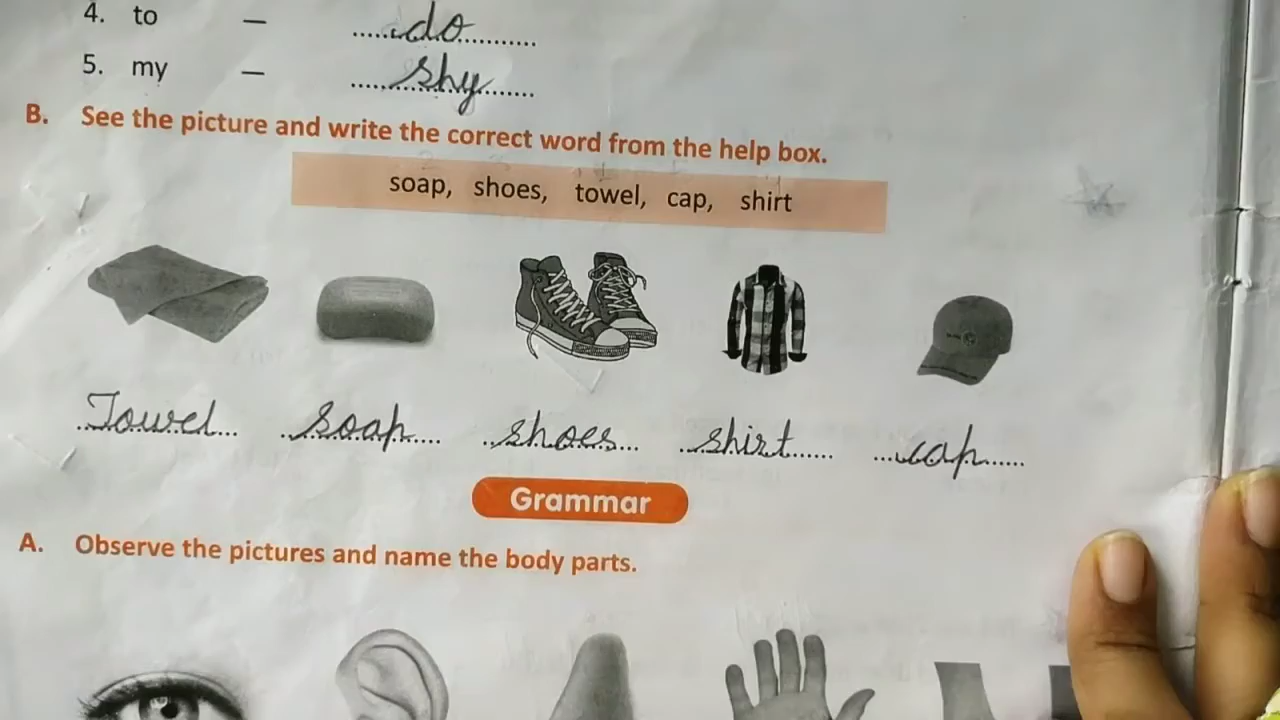 4. to – do
5. my – shy
B. See the picture and write the correct word from the help box.
soap, shoes, towel, cap, shirt
Towel soap shoes shirt cap
Grammar
A. Observe the pictures and name the body parts.